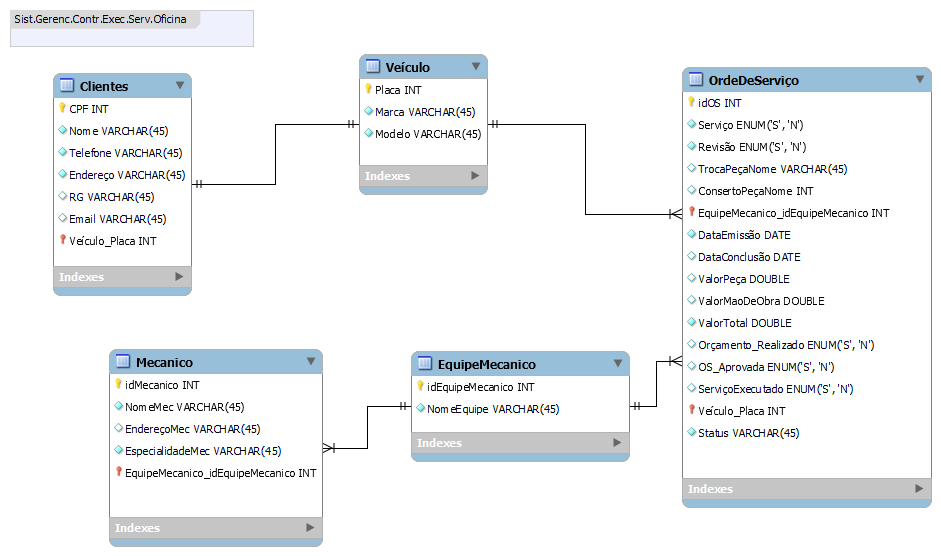 Sist.Gerenc.Contr.Exec.Serv.Oficina
Clientes
CPF INT
Nome VARCHAR(45)
Telefone VARCHAR(45)
Endereço VARCHAR(45)
RG VARCHAR(45)
Email VARCHAR(45)
Veículo_Placa INT
Indexes
Veículo
Placa INT
Marca VARCHAR(45)
Modelo VARCHAR(45)
Indexes
OrdeDeServiço
idOS INT
Serviço ENUM('S', 'N')
Revisão ENUM('S', 'N')
TrocaPeçaNome VARCHAR(45)
ConsertoPeçaNome INT
EquipeMecanico_idEquipeMecanico INT
DataEmissão DATE
DataConclusão DATE
ValorPeça DOUBLE
ValorMaoDeObra DOUBLE
ValorTotal DOUBLE
Orçamento_Realizado ENUM('S', 'N')
OS_Aprovada ENUM('S', 'N')
ServiçoExecutado ENUM('S', 'N')
Veículo_Placa INT
Status VARCHAR(45)
Indexes
Mecanico
idMecanico INT
NomeMec VARCHAR(45)
EndereçoMec VARCHAR(45)
EspecialidadeMec VARCHAR(45)
EquipeMecanico_idEquipeMecanico INT
Indexes
EquipeMecanico
idEquipeMecanico INT
NomeEquipe VARCHAR(45)
Indexes